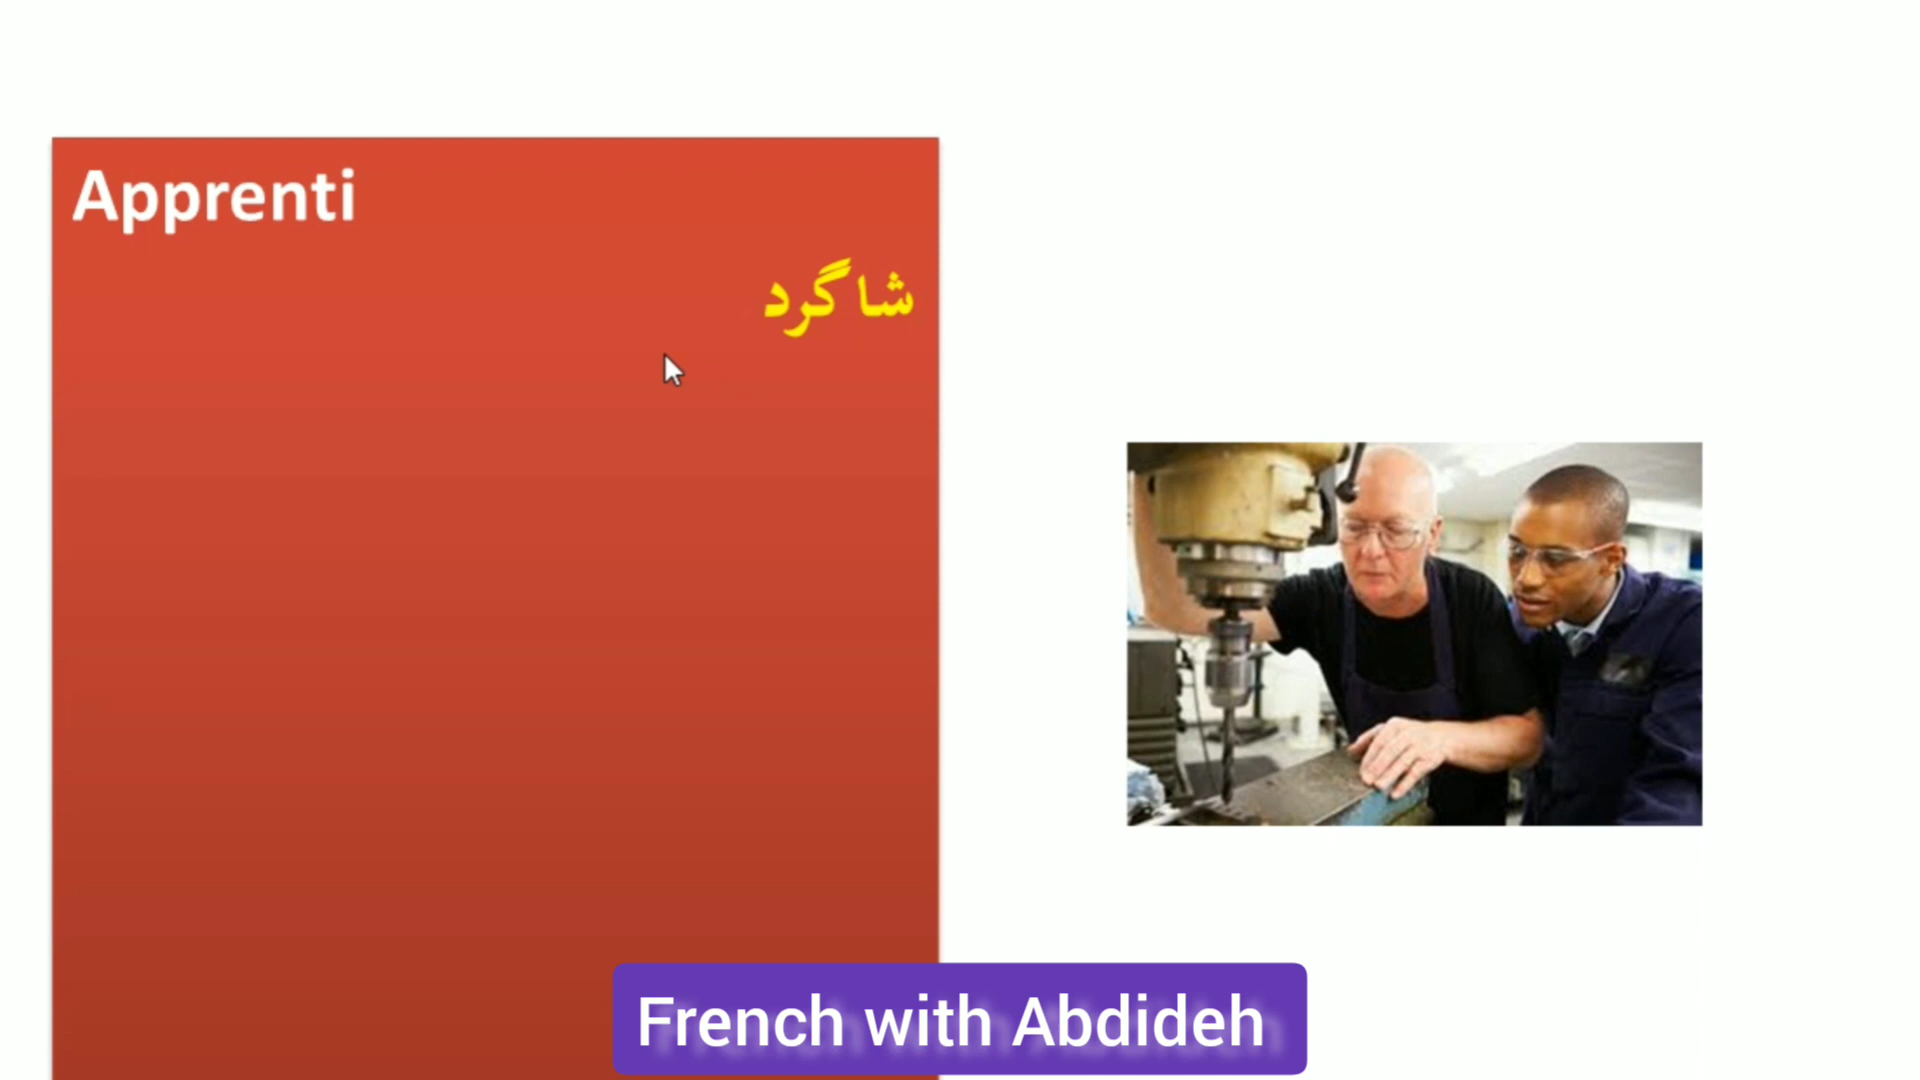 Apprenti
شاگرد
French with Abdideh